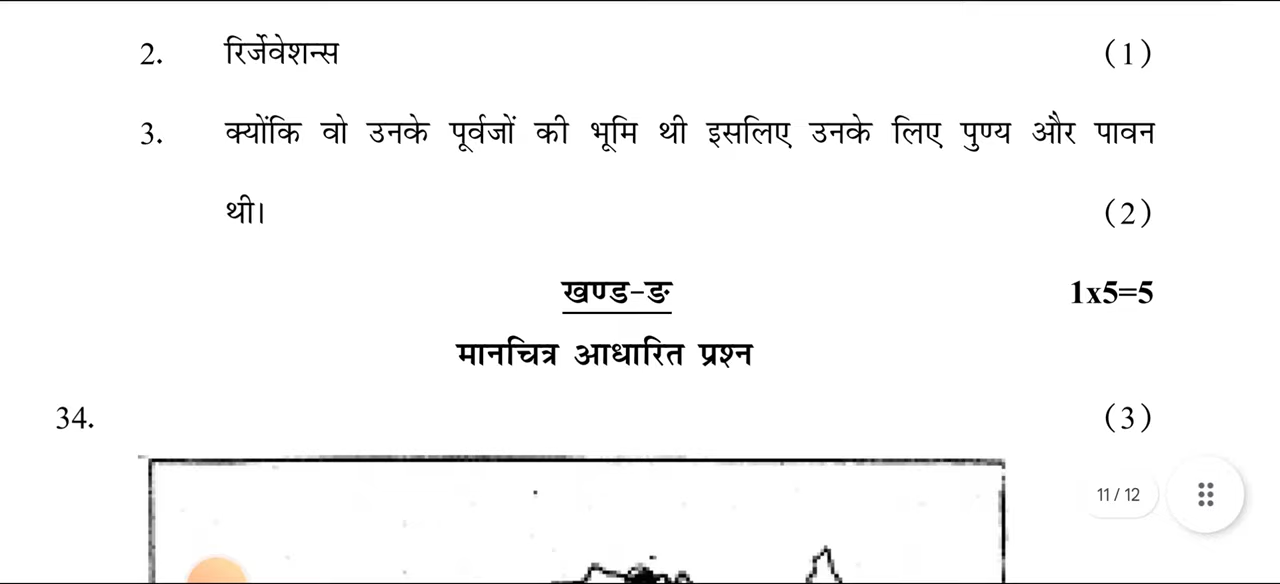 2. रिर्जेवेशन्स (1)
3. क्योंकि वो उनके पूर्वजों की भूमि थी इसलिए उनके लिए पुण्य और पावन
थी। (2)
खण्ड-ङ 1x5=5
मानचित्र आधारित प्रश्न
34. (3)
11 / 12